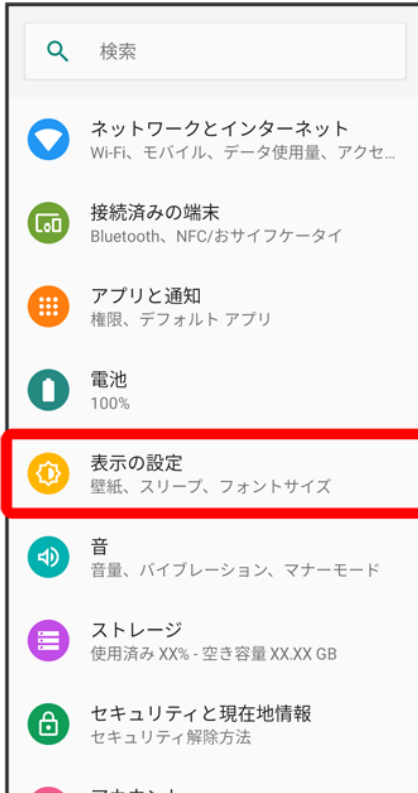 検索
ネットワークとインターネット
Wi-Fi、モバイル、データ使用量、アクセ...
接続済みの端末
Bluetooth、NFC/おサイフケータイ
アプリと通知
権限、デフォルト アプリ
電池
100%
表示の設定
壁紙、スリープ、フォントサイズ
音
音量、バイブレーション、マナーモード
ストレージ
使用済み XX% - 空き容量 XX.XX GB
セキュリティと現在地情報
セキュリティ解除方法